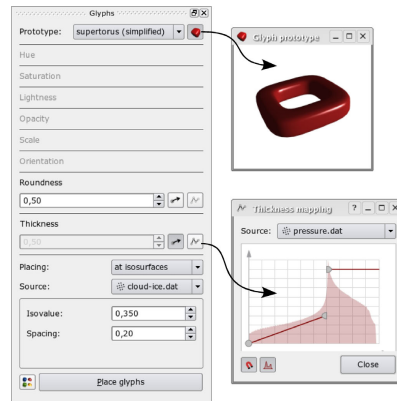 Glyphs
Prototype: supertorus (simplified)
Hue
Saturation
Lightness
Opacity
Scale
Orientation
Roundness
0,50
Thickness
0,50
Placing: at isosurfaces
Source: cloud-ice.dat
Isovalue: 0,350
Spacing: 0,20
Place glyphs
Glyph prototype
Thickness mapping
Source: pressure.dat
Close